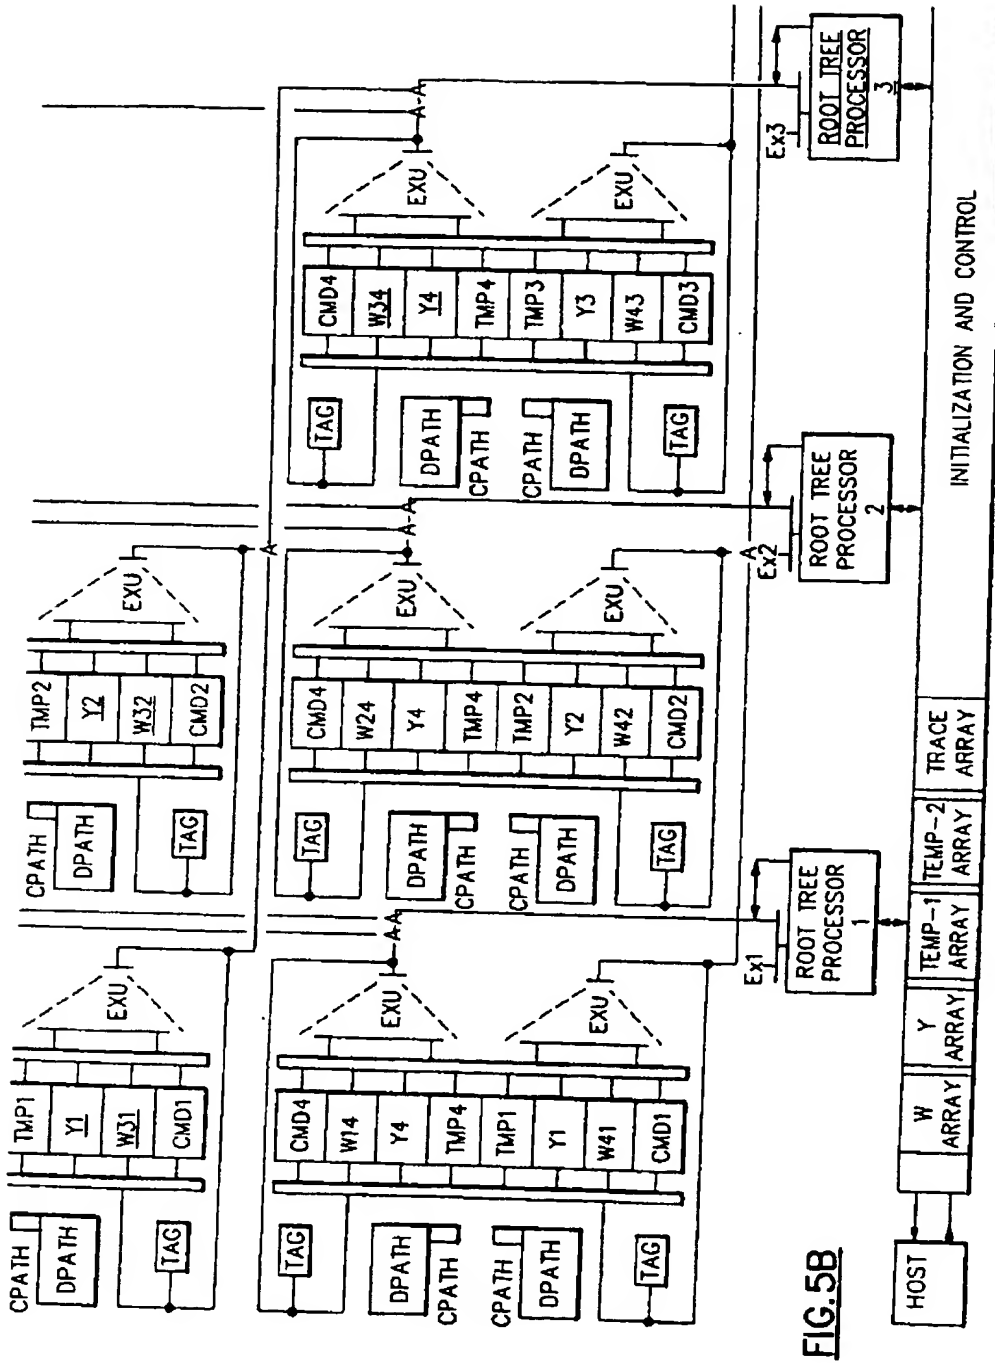 CPATH
DPATH
TAG
TMP1
Y1
W31
CMD1
EXU
CPATH
DPATH
TAG
TMP2
Y2
W32
CMD2
EXU
A
TAG
DPATH
CPATH
CPATH
DPATH
TAG
CMD4
W14
Y4
TMP4
TMP1
Y1
W41
CMD1
EXU
EXU
A
A
TAG
DPATH
CPATH
CPATH
DPATH
TAG
CMD4
W24
Y4
TMP4
TMP2
Y2
W42
CMD2
EXU
EXU
A-A
A
TAG
DPATH
CPATH
CPATH
DPATH
TAG
CMD4
W34
Y4
TMP4
TMP3
Y3
W43
CMD3
EXU
EXU
A-A
Ex1
ROOT TREE
PROCESSOR
1
Ex2
ROOT TREE
PROCESSOR
2
Ex3
ROOT TREE
PROCESSOR
3
FIG.5B
HOST
W
ARRAY
Y
ARRAY
TEMP-1
ARRAY
TEMP-2
ARRAY
TRACE
ARRAY
INITIALIZATION AND CONTROL